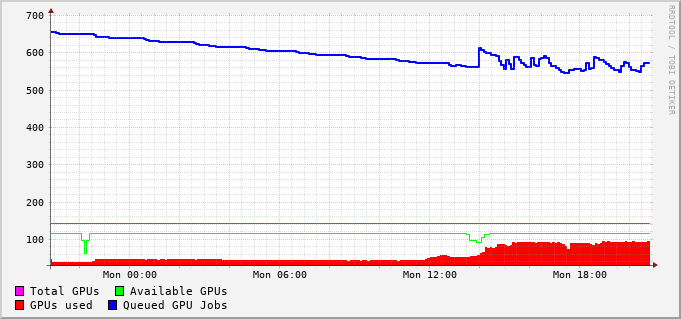 700
600
500
400
300
200
100
Mon 00:00 Mon 06:00 Mon 12:00 Mon 18:00
Total GPUs Available GPUs
GPUs used Queued GPU Jobs
RRDTOOL / TOBI OETIKER